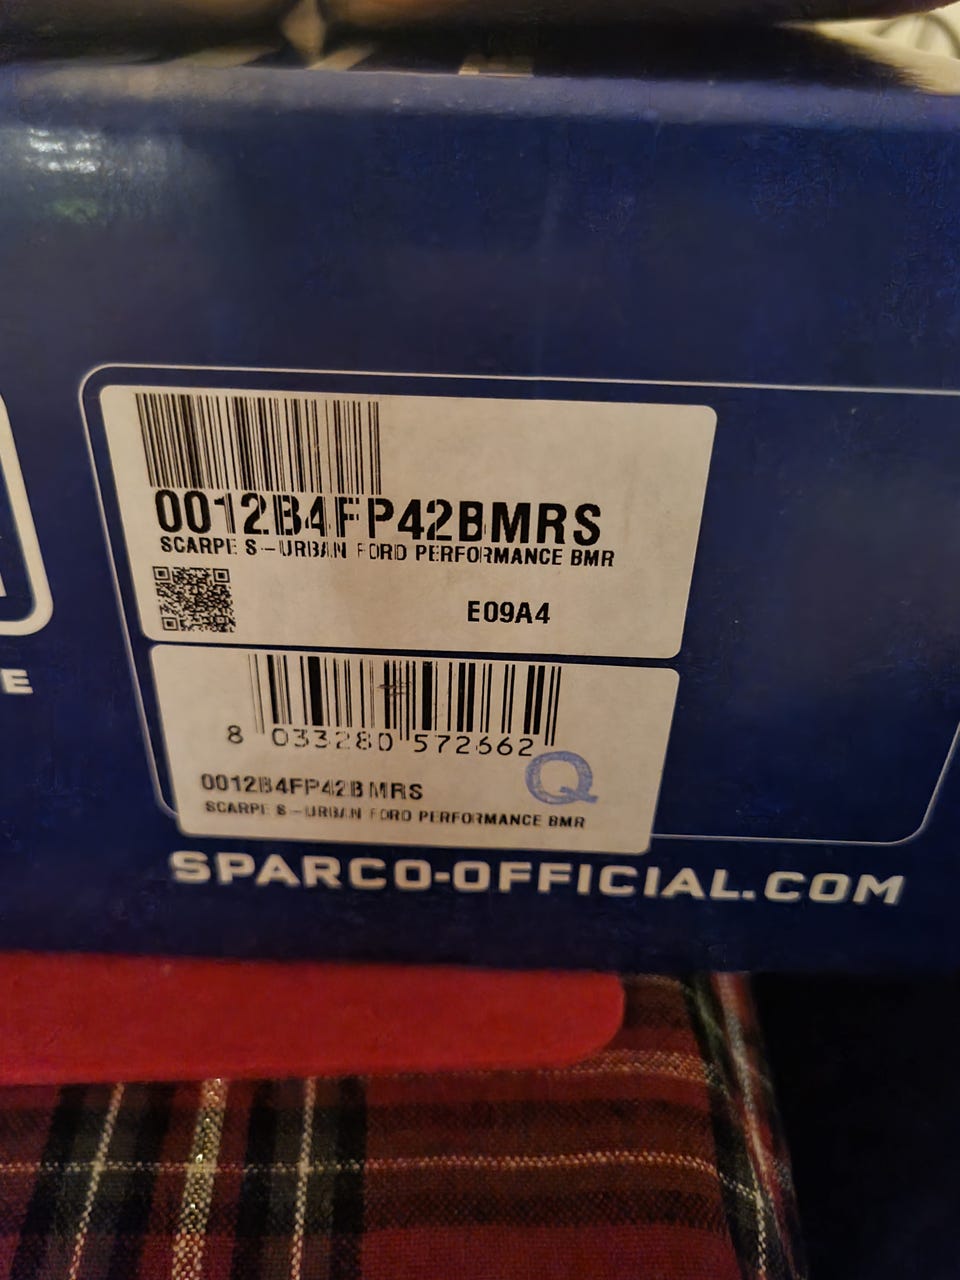 0012B4FP42BMRS
SCARPE S-URBAN FORD PERFORMANCE BMR
E09A4
E
8 033280 572662
Q
0012B4FP42BMRS
SCARPE S-URBAN FORD PERFORMANCE BMR
SPARCO-OFFICIAL.COM